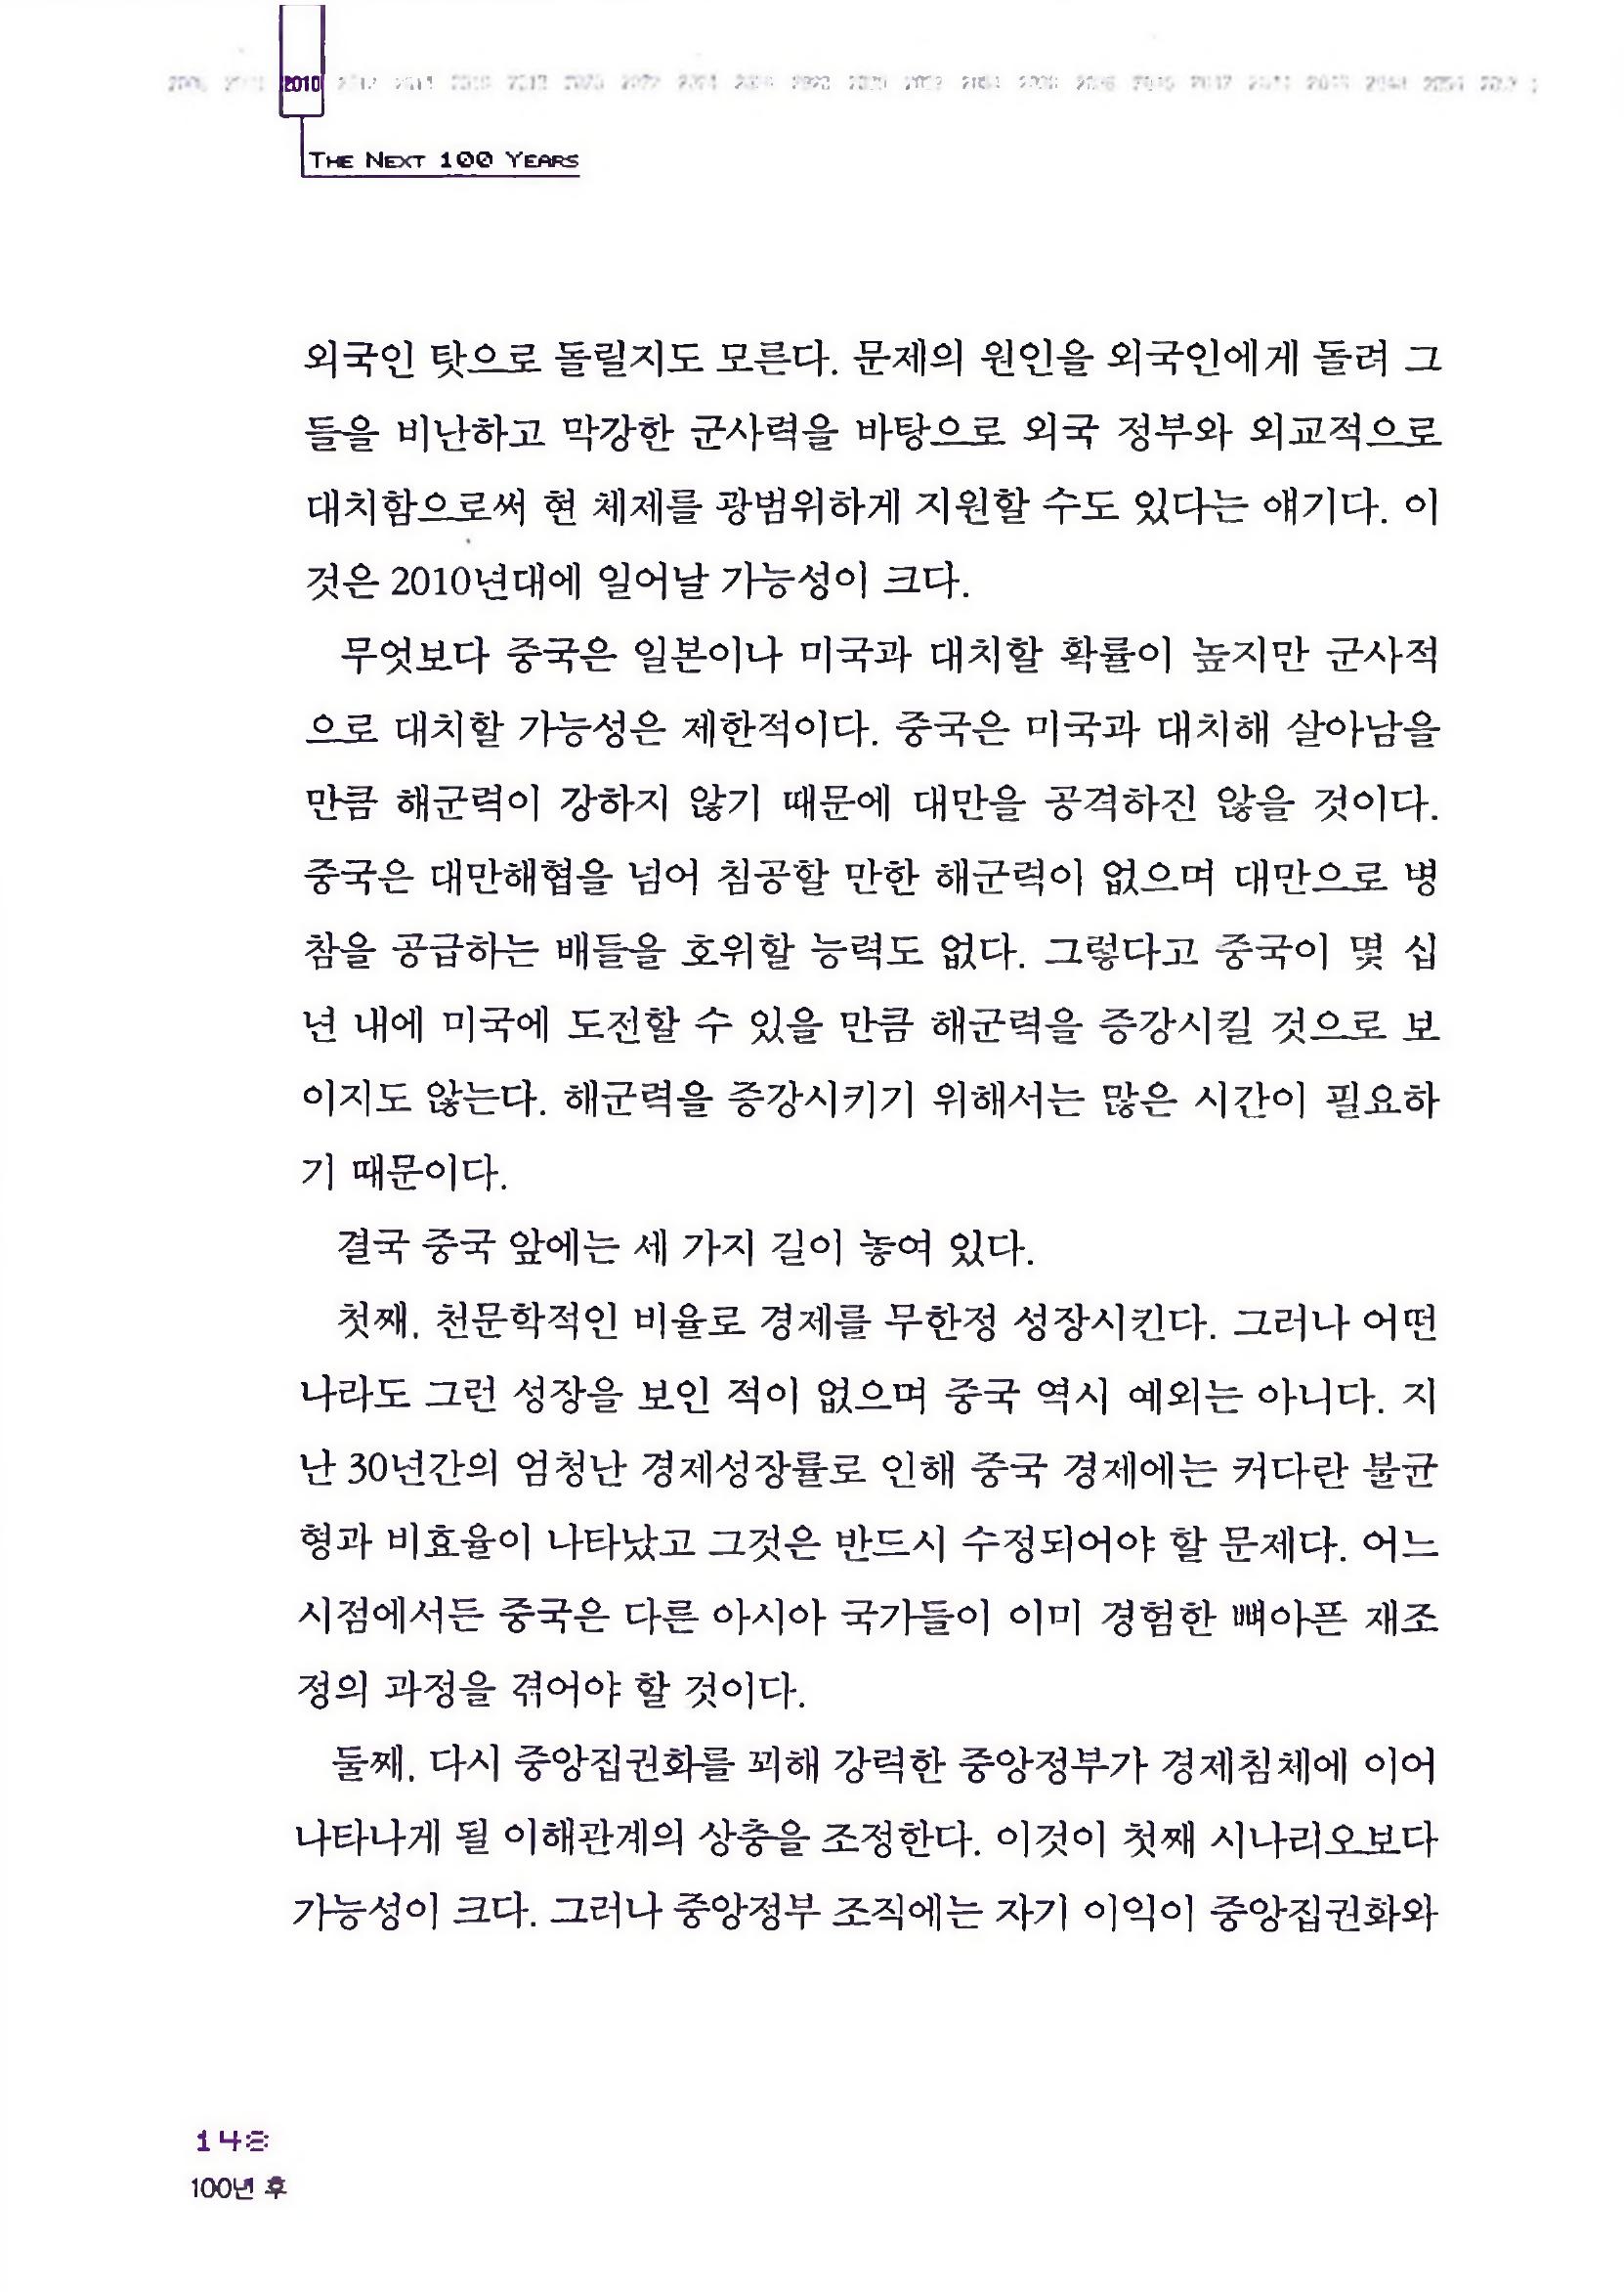 2010
THE NEXT 100 YEARS
외국인 탓으로 돌릴지도 모른다. 문제의 원인을 외국인에게 돌려 그
들을 비난하고 막강한 군사력을 바탕으로 외국 정부와 외교적으로
대치함으로써 현 체제를 광범위하게 지원할 수도 있다는 얘기다. 이
것은 2010년대에 일어날 가능성이 크다.
무엇보다 중국은 일본이나 미국과 대치할 확률이 높지만 군사적
으로 대치할 가능성은 제한적이다. 중국은 미국과 대치해 살아남을
만큼 해군력이 강하지 않기 때문에 대만을 공격하진 않을 것이다.
중국은 대만해협을 넘어 침공할 만한 해군력이 없으며 대만으로 병
참을 공급하는 배들을 호위할 능력도 없다. 그렇다고 중국이 몇 십
년 내에 미국에 도전할 수 있을 만큼 해군력을 증강시킬 것으로 보
이지도 않는다. 해군력을 증강시키기 위해서는 많은 시간이 필요하
기 때문이다.
결국 중국 앞에는 세 가지 길이 놓여 있다.
첫째, 천문학적인 비율로 경제를 무한정 성장시킨다. 그러나 어떤
나라도 그런 성장을 보인 적이 없으며 중국 역시 예외는 아니다. 지
난 30년간의 엄청난 경제성장률로 인해 중국 경제에는 커다란 불균
형과 비효율이 나타났고 그것은 반드시 수정되어야 할 문제다. 어느
시점에서든 중국은 다른 아시아 국가들이 이미 경험한 뼈아픈 재조
정의 과정을 겪어야 할 것이다.
둘째, 다시 중앙집권화를 꾀해 강력한 중앙정부가 경제침체에 이어
나타나게 될 이해관계의 상충을 조정한다. 이것이 첫째 시나리오보다
가능성이 크다. 그러나 중앙정부 조직에는 자기 이익이 중앙집권화와
148
100년 후